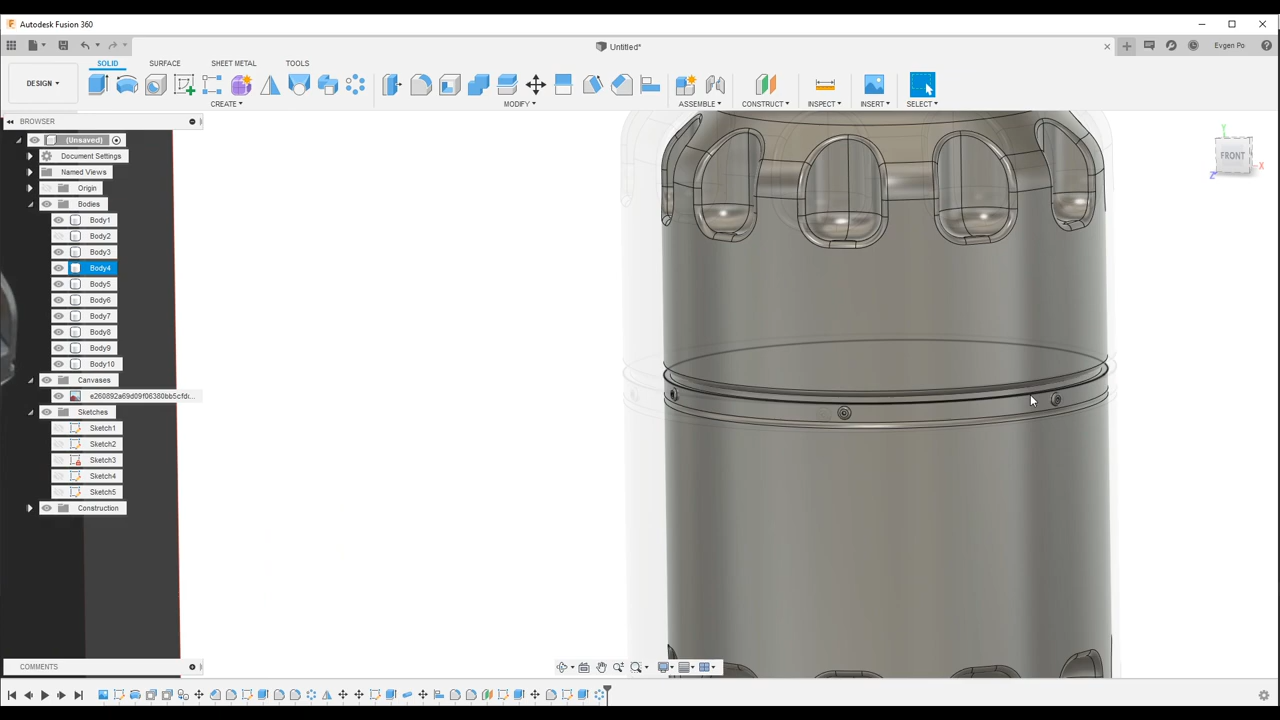 Autodesk Fusion 360
Untitled*
Evgen Po
DESIGN
SOLID SURFACE SHEET METAL TOOLS
CREATE MODIFY ASSEMBLE CONSTRUCT INSPECT INSERT SELECT
BROWSER
(Unsaved)
Document Settings
Named Views
Origin
Bodies
Body1
Body2
Body3
Body4
Body5
Body6
Body7
Body8
Body9
Body10
Canvases
e260892a69d09f06380bb5cfd...
Sketches
Sketch1
Sketch2
Sketch3
Sketch4
Sketch5
Construction
FRONT
Y
X
Z
COMMENTS